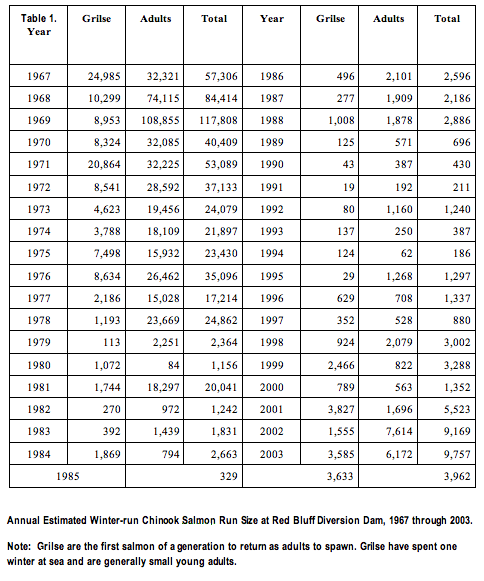 Table 1. Year Grilse Adults Total Year Grilse Adults Total
1967 24,985 32,321 57,306 1986 496 2,101 2,596
1968 10,299 74,115 84,414 1987 277 1,909 2,186
1969 8,953 108,855 117,808 1988 1,008 1,878 2,886
1970 8,324 32,085 40,409 1989 125 571 696
1971 20,864 32,225 53,089 1990 43 387 430
1972 8,541 28,592 37,133 1991 19 192 211
1973 4,623 19,456 24,079 1992 80 1,160 1,240
1974 3,788 18,109 21,897 1993 137 250 387
1975 7,498 15,932 23,430 1994 124 62 186
1976 8,634 26,462 35,096 1995 29 1,268 1,297
1977 2,186 15,028 17,214 1996 629 708 1,337
1978 1,193 23,669 24,862 1997 352 528 880
1979 113 2,251 2,364 1998 924 2,079 3,002
1980 1,072 84 1,156 1999 2,466 822 3,288
1981 1,744 18,297 20,041 2000 789 563 1,352
1982 270 972 1,242 2001 3,827 1,696 5,523
1983 392 1,439 1,831 2002 1,555 7,614 9,169
1984 1,869 794 2,663 2003 3,585 6,172 9,757
1985 329 3,633 3,962
Annual Estimated Winter-run Chinook Salmon Run Size at Red Bluff Diversion Dam, 1967 through 2003.
Note: Grilse are the first salmon of a generation to return as adults to spawn. Grilse have spent one
winter at sea and are generally small young adults.